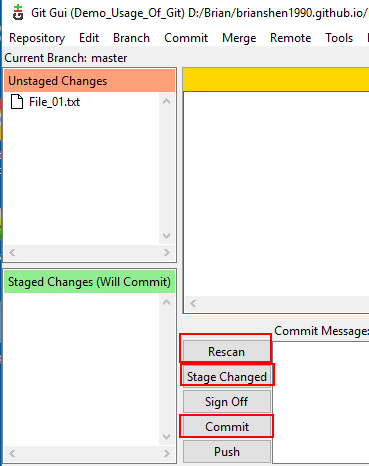 Git Gui (Demo_Usage_Of_Git) D:/Brian/brianshen1990.github.io/
Repository Edit Branch Commit Merge Remote Tools
Current Branch: master
Unstaged Changes
File_01.txt
Staged Changes (Will Commit)
Commit Message:
Rescan
Stage Changed
Sign Off
Commit
Push